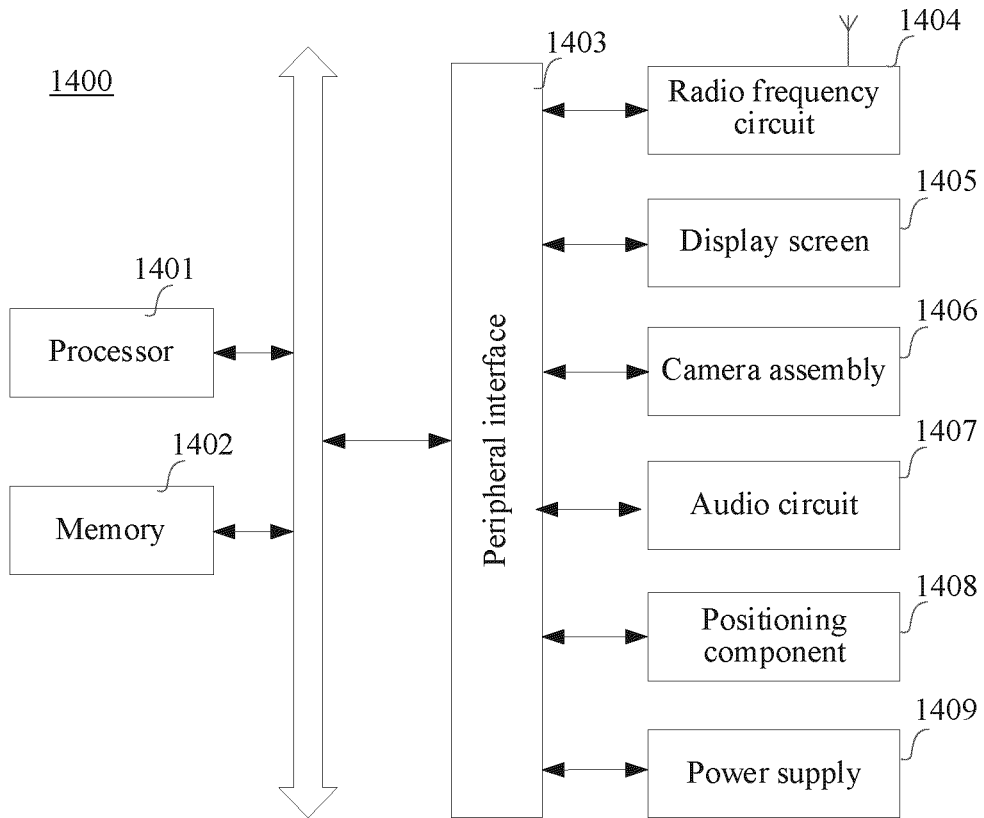 1400
1401
Processor
1402
Memory
1403
Peripheral interface
1404
Radio frequency
circuit
1405
Display screen
1406
Camera assembly
1407
Audio circuit
1408
Positioning
component
1409
Power supply